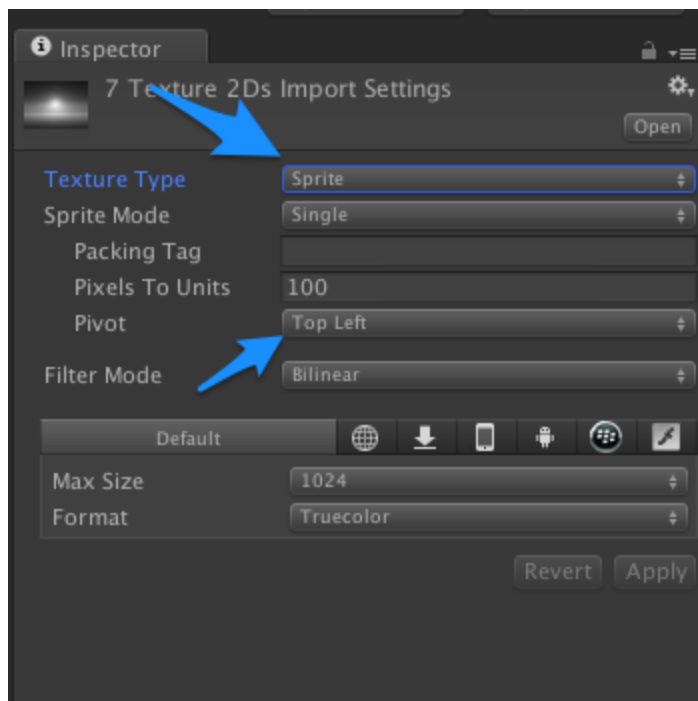 Inspector
7 Texture 2Ds Import Settings
Open
Texture Type Sprite
Sprite Mode Single
Packing Tag
Pixels To Units 100
Pivot Top Left
Filter Mode Bilinear
Default
Max Size 1024
Format Truecolor
Revert Apply